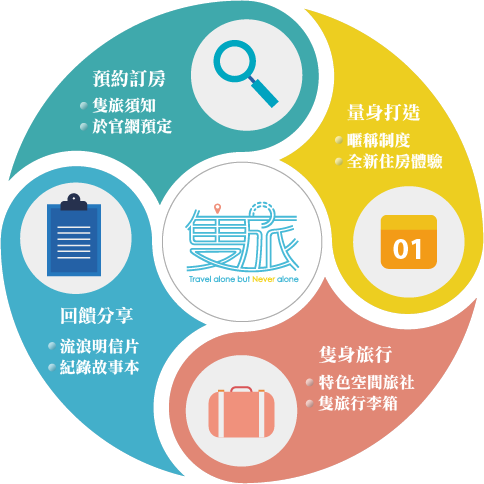 預約訂房
隻旅須知
於官網預定
量身打造
暱稱制度
全新住房體驗
01
隻身旅行
特色空間旅社
隻旅行李箱
回饋分享
流浪明信片
紀錄故事本
隻旅
Travel alone but Never alone